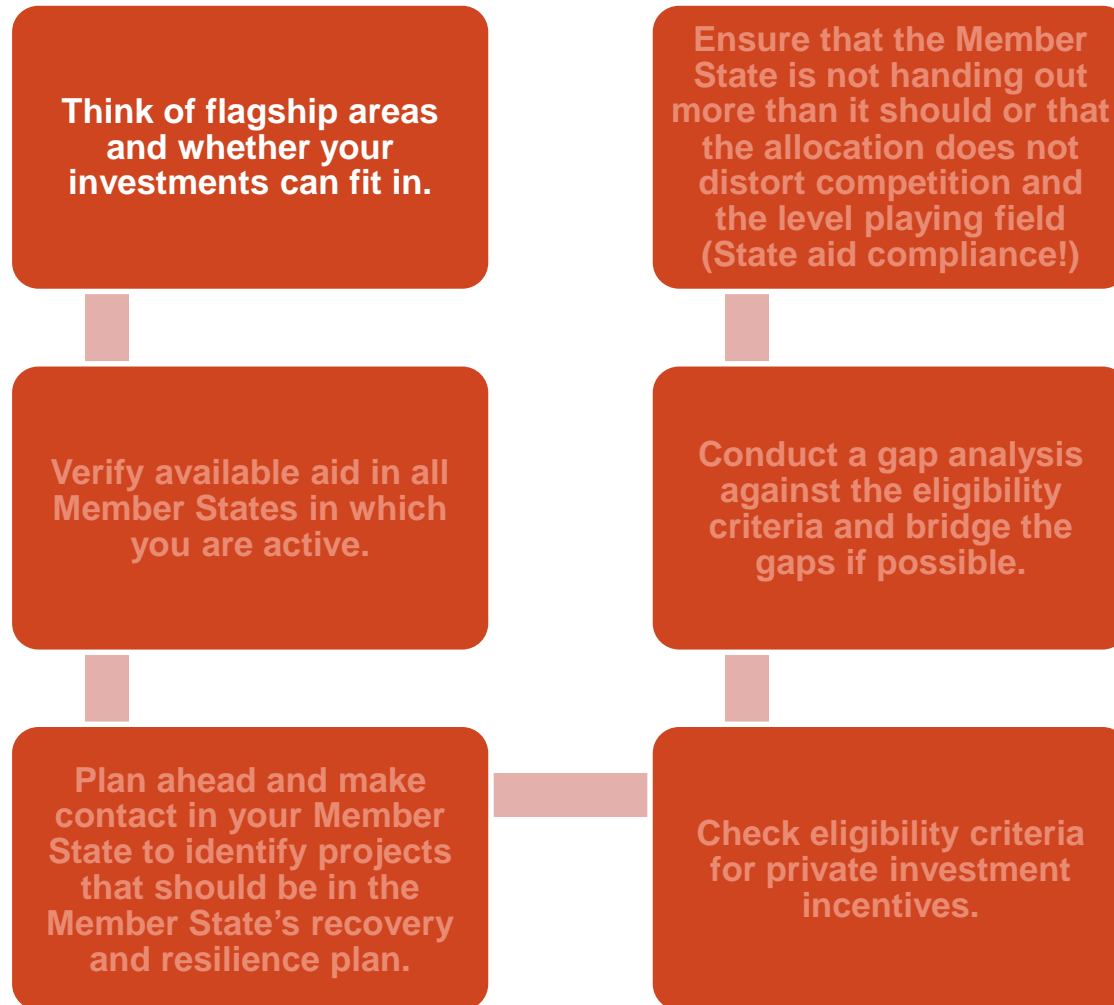 Think of flagship areas
and whether your
investments can fit in.
Verify available aid in all
Member States in which
you are active.
Plan ahead and make
contact in your Member
State to identify projects
that should be in the
Member State’s recovery
and resilience plan.
Check eligibility criteria
for private investment
incentives.
Conduct a gap analysis
against the eligibility
criteria and bridge the
gaps if possible.
Ensure that the Member
State is not handing out
more than it should or that
the allocation does not
distort competition and
the level playing field
(State aid compliance!)